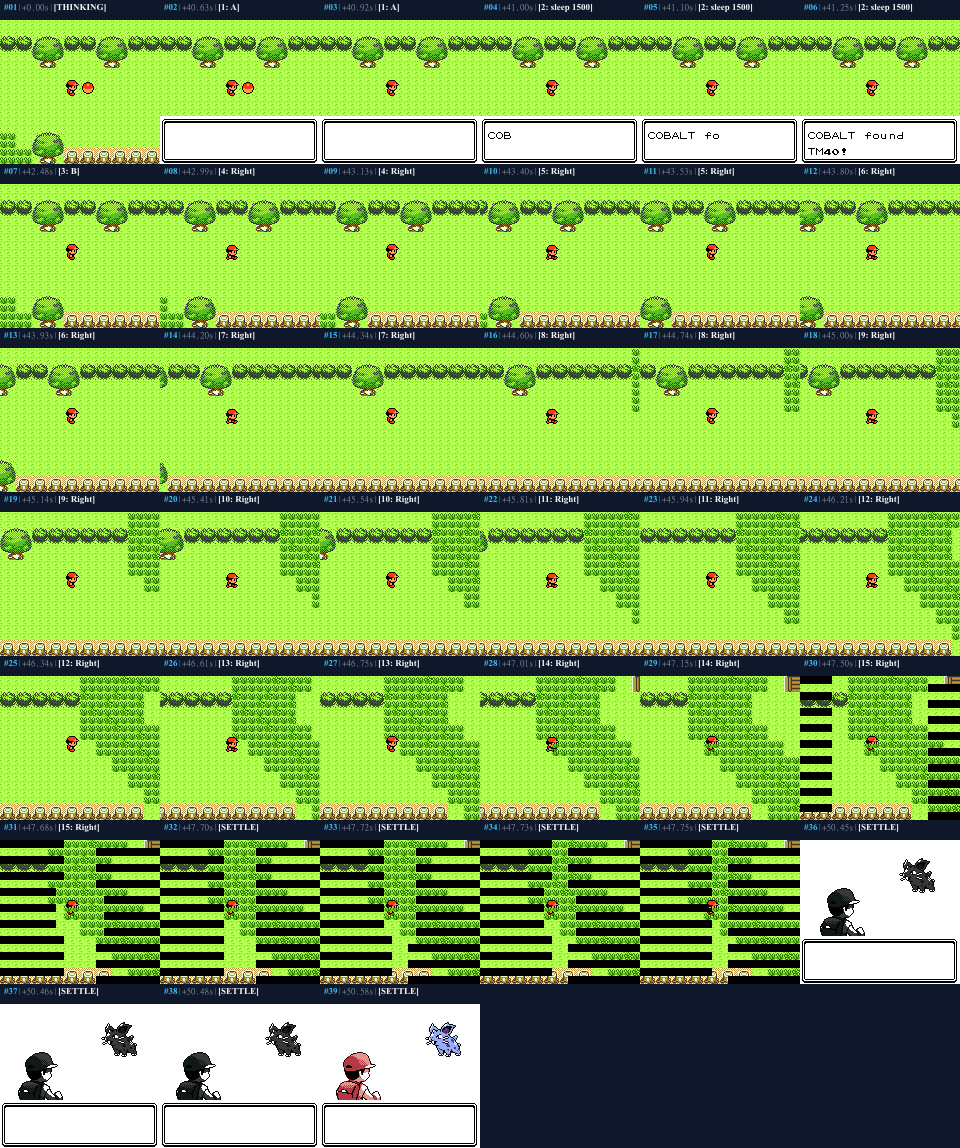 #01|+0.00s|[THINKING]
#02|+40.63s|[1: A]
#03|+40.92s|[1: A]
#04|+41.00s|[2: sleep 1500]
#05|+41.10s|[2: sleep 1500]
#06|+41.25s|[2: sleep 1500]
COB
COBALT fo
COBALT found
TM40!
#07|+42.48s|[3: B]
#08|+42.99s|[4: Right]
#09|+43.13s|[4: Right]
#10|+43.40s|[5: Right]
#11|+43.53s|[5: Right]
#12|+43.80s|[6: Right]
#13|+43.93s|[6: Right]
#14|+44.20s|[7: Right]
#15|+44.34s|[7: Right]
#16|+44.60s|[8: Right]
#17|+44.74s|[8: Right]
#18|+45.00s|[9: Right]
#19|+45.14s|[9: Right]
#20|+45.41s|[10: Right]
#21|+45.54s|[10: Right]
#22|+45.81s|[11: Right]
#23|+45.94s|[11: Right]
#24|+46.21s|[12: Right]
#25|+46.34s|[12: Right]
#26|+46.61s|[13: Right]
#27|+46.75s|[13: Right]
#28|+47.01s|[14: Right]
#29|+47.15s|[14: Right]
#30|+47.50s|[15: Right]
#31|+47.68s|[15: Right]
#32|+47.70s|[SETTLE]
#33|+47.72s|[SETTLE]
#34|+47.73s|[SETTLE]
#35|+47.75s|[SETTLE]
#36|+50.45s|[SETTLE]
#37|+50.46s|[SETTLE]
#38|+50.48s|[SETTLE]
#39|+50.58s|[SETTLE]